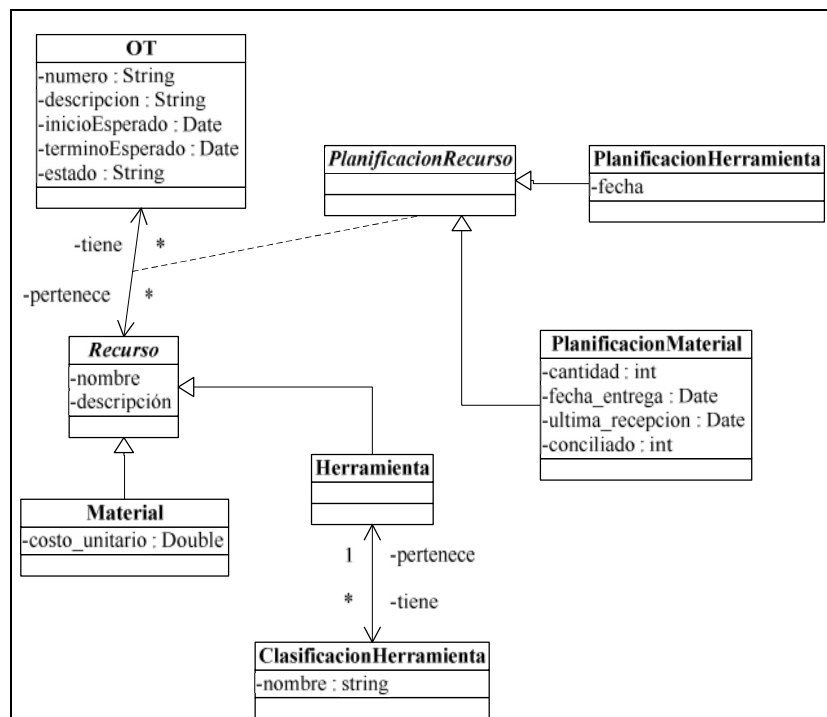 OT
-numero : String
-descripcion : String
-inicioEsperado : Date
-terminoEsperado : Date
-estado : String
PlanificacionRecurso
PlanificacionHerramienta
-fecha
-tiene *
-pertenece *
Recurso
-nombre
-descripción
PlanificacionMaterial
-cantidad : int
-fecha_entrega : Date
-ultima_recepcion : Date
-conciliado : int
Herramienta
Material
-costo_unitario : Double
1 -pertenece
* -tiene
ClasificacionHerramienta
-nombre : string